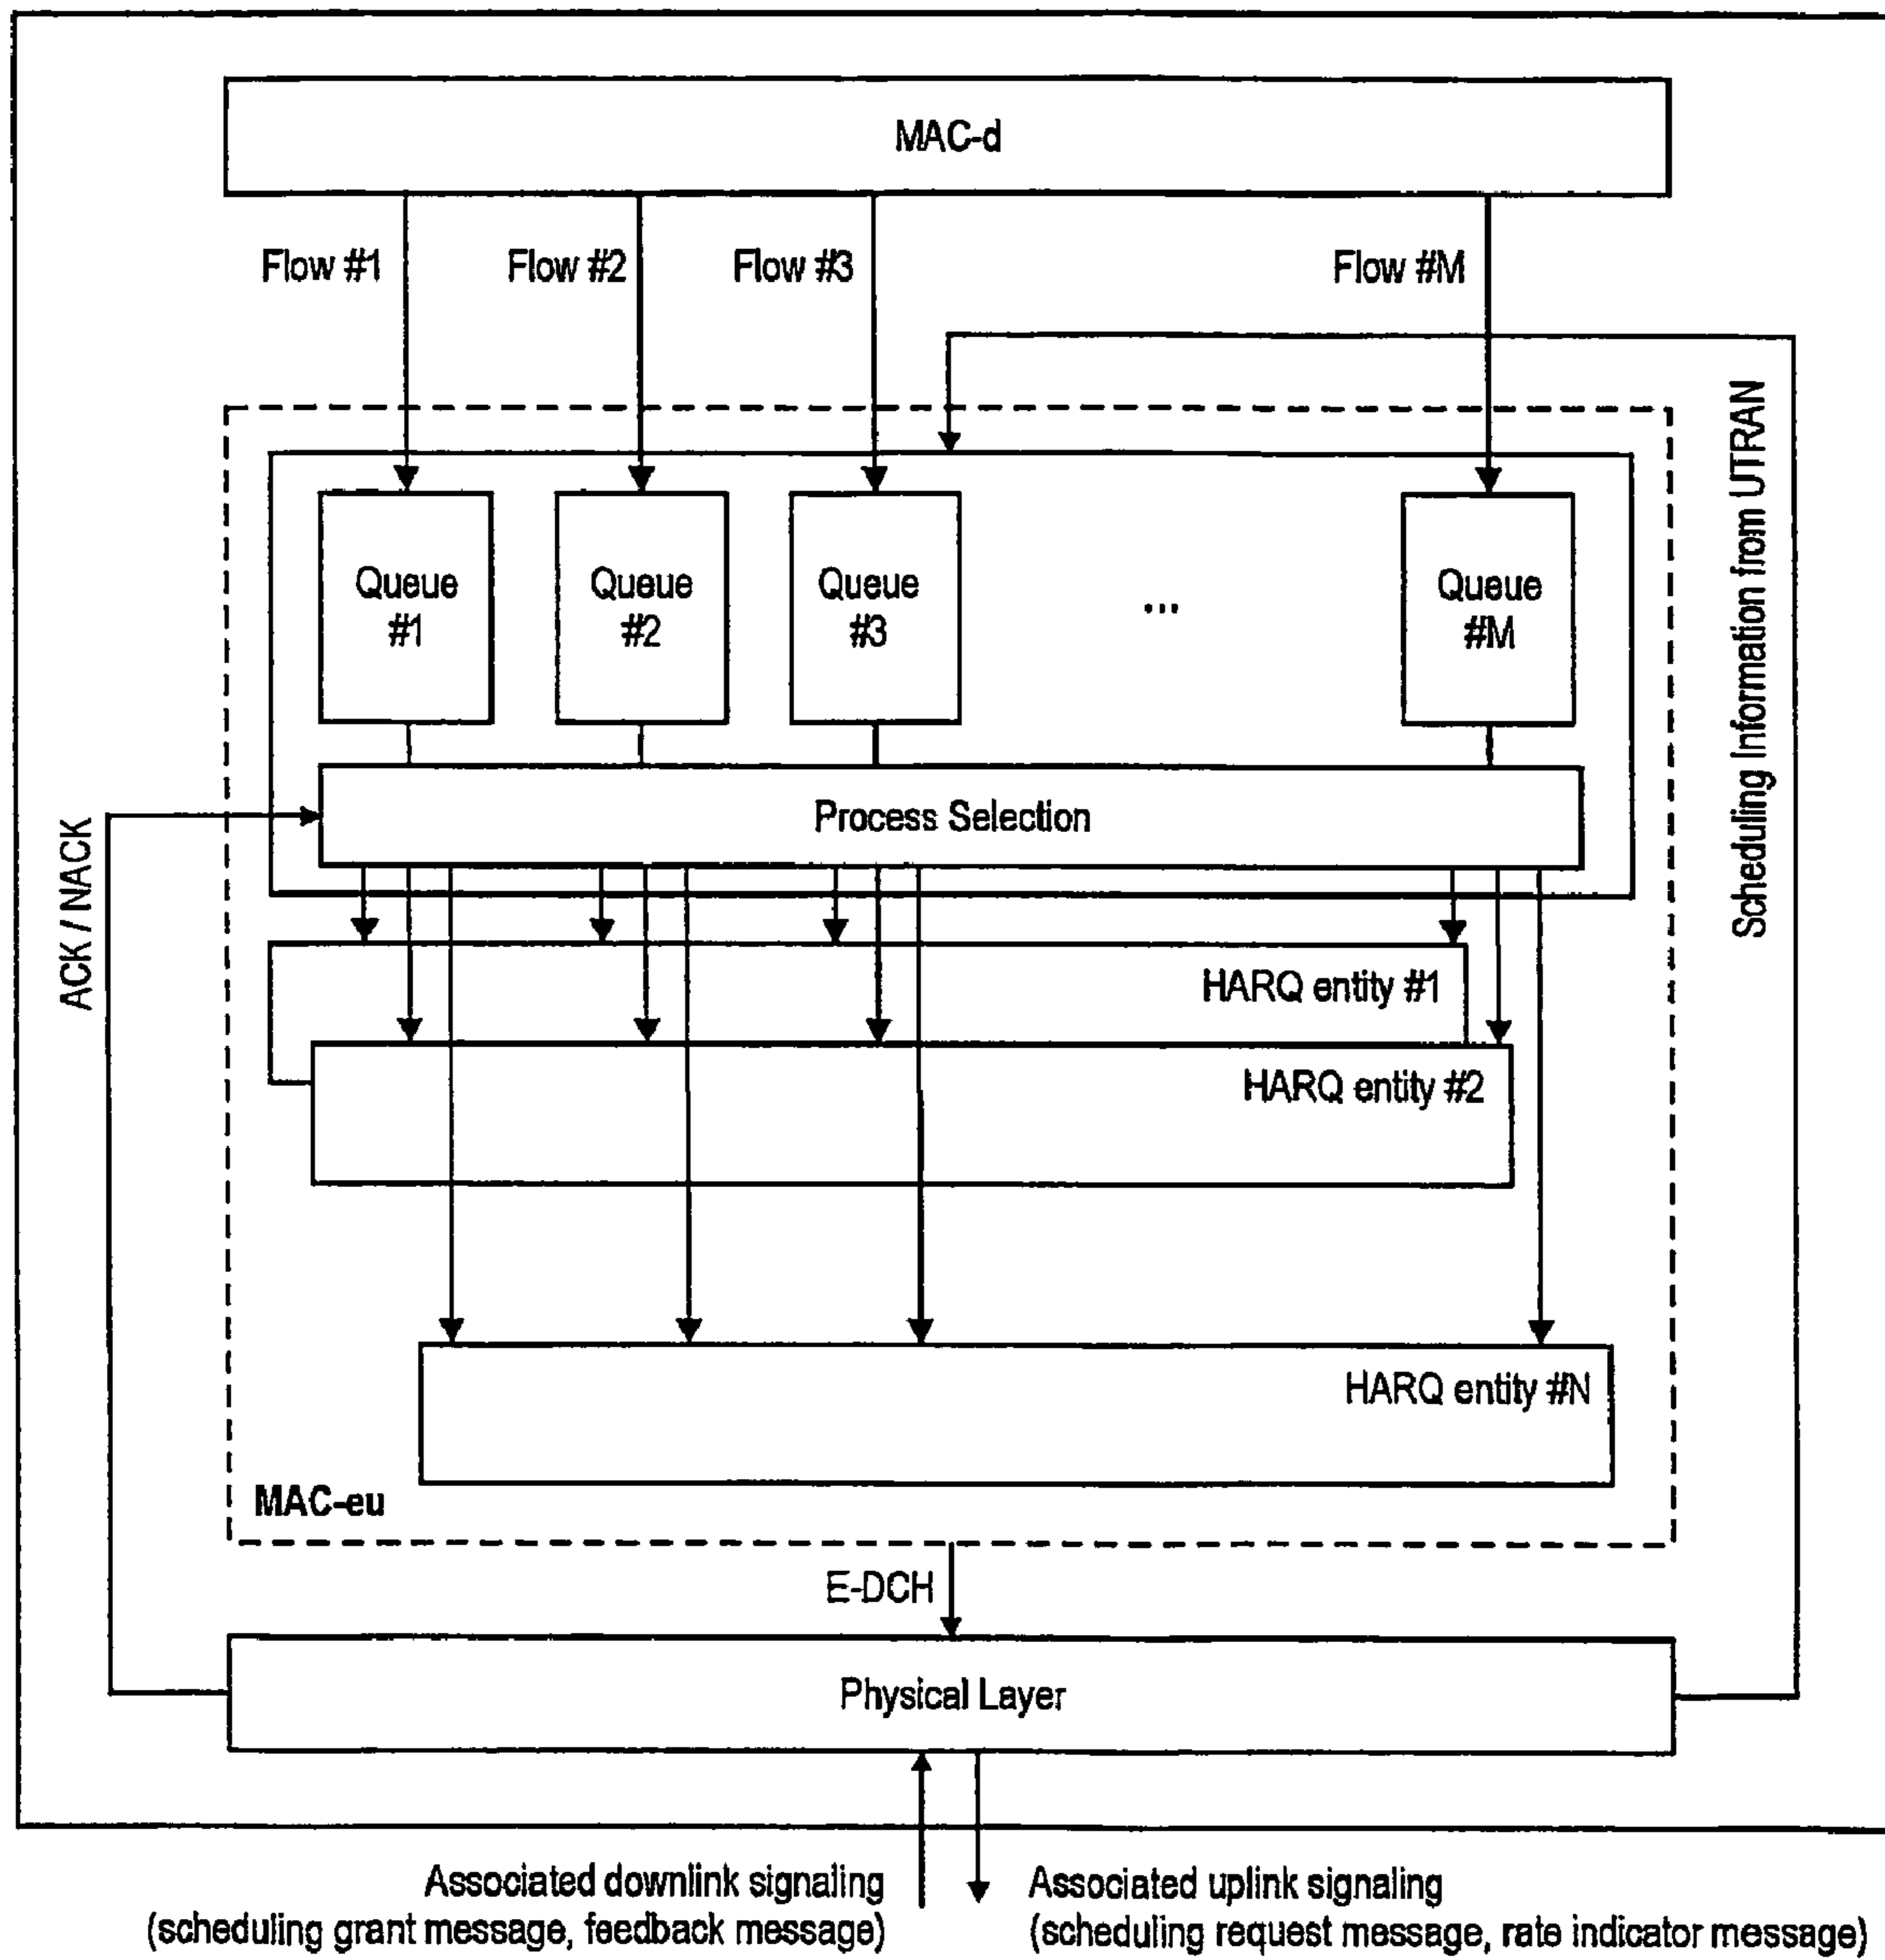 MAC-d
Flow #1
Flow #2
Flow #3
Flow #M
Scheduling Information from UTRAN
Queue
#1
Queue
#2
Queue
#3
...
Queue
#M
Process Selection
ACK / NACK
HARQ entity #1
HARQ entity #2
HARQ entity #N
MAC-eu
E-DCH
Physical Layer
Associated downlink signaling
(scheduling grant message, feedback message)
Associated uplink signaling
(scheduling request message, rate indicator message)